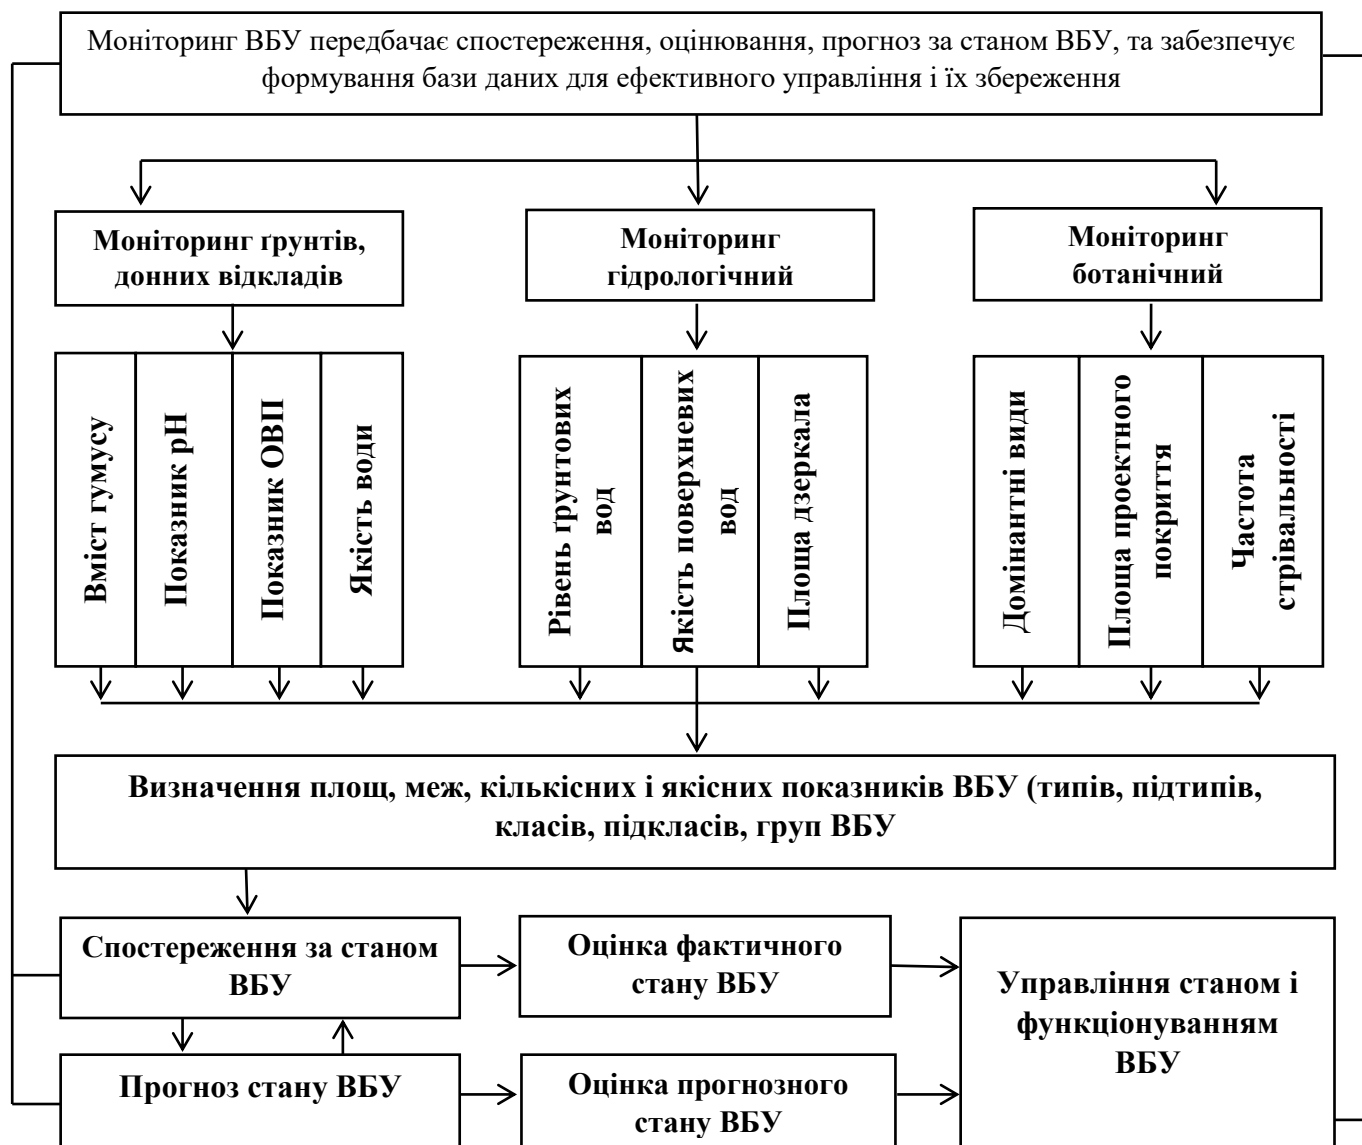 Моніторинг ВБУ передбачає спостереження, оцінювання, прогноз за станом ВБУ, та забезпечує
формування бази даних для ефективного управління і їх збереження
Моніторинг ґрунтів,
донних відкладів
Моніторинг
гідрологічний
Моніторинг
ботанічний
Вміст гумусу
Показник рН
Показник ОВП
Якість води
Рівень ґрунтових
вод
Якість поверхневих
вод
Площа дзеркала
Домінантні види
Площа проектного
покриття
Частота
стрівальності
Визначення площ, меж, кількісних і якісних показників ВБУ (типів, підтипів,
класів, підкласів, груп ВБУ
Спостереження за станом
ВБУ
Оцінка фактичного
стану ВБУ
Управління станом і
функціонуванням
ВБУ
Прогноз стану ВБУ
Оцінка прогнозного
стану ВБУ